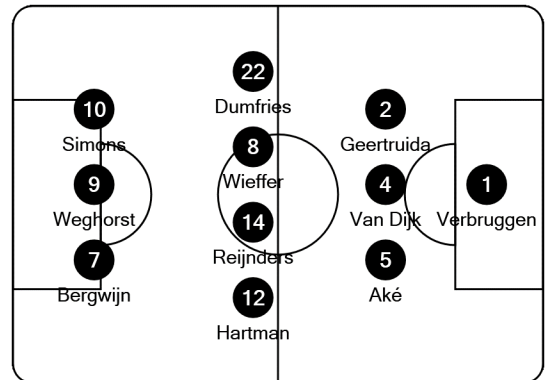 22
Dumfries
10
Simons
2
Geertruida
8
Wieffer
9
Weghorst
4
Van Dijk
1
Verbruggen
14
Reijnders
7
Bergwijn
5
Aké
12
Hartman